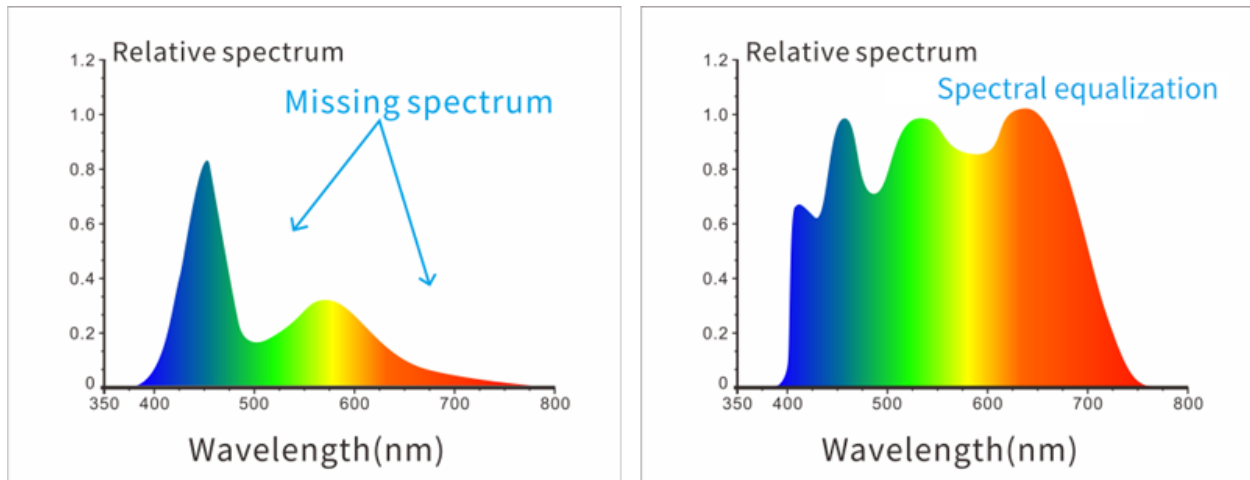 Relative spectrum
Missing spectrum
1.2
1.0
0.8
0.6
0.4
0.2
0
350 400 500 600 700 800
Wavelength(nm)
Relative spectrum
Spectral equalization
1.2
1.0
0.8
0.6
0.4
0.2
0
350 400 500 600 700 800
Wavelength(nm)